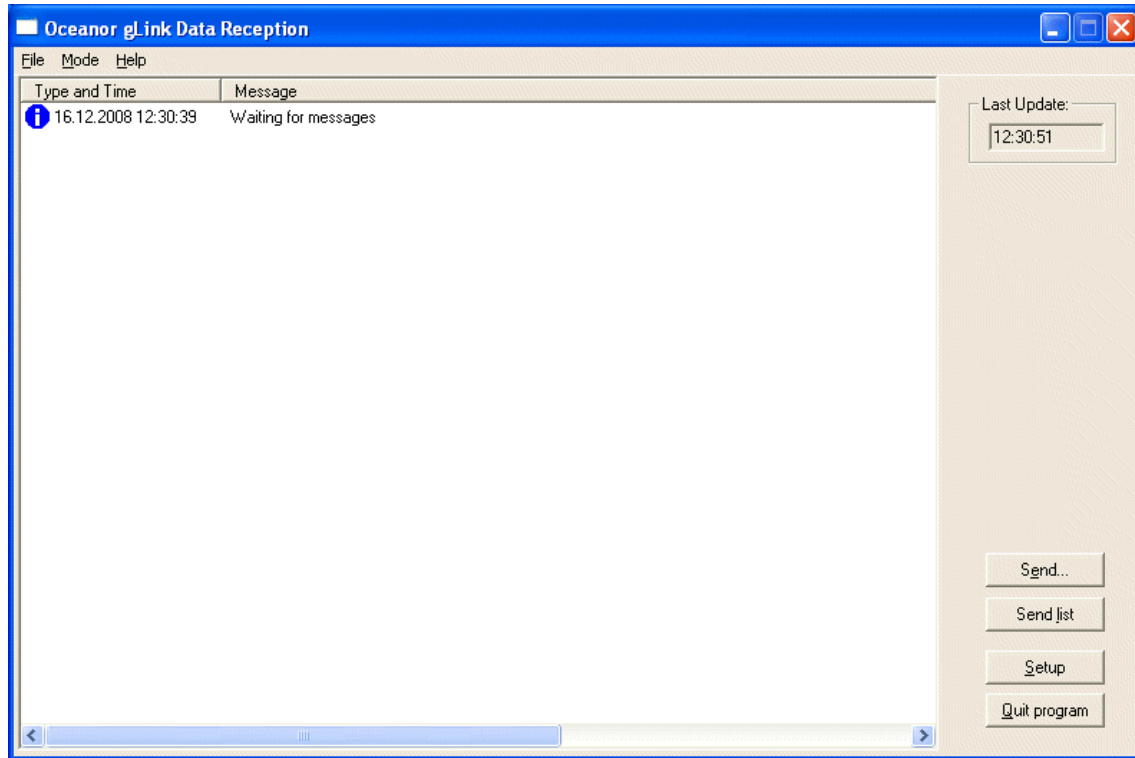 Oceanor gLink Data Reception
File Mode Help
Type and Time Message
16.12.2008 12:30:39 Waiting for messages
Last Update:
12:30:51
Send...
Send list
Setup
Quit program